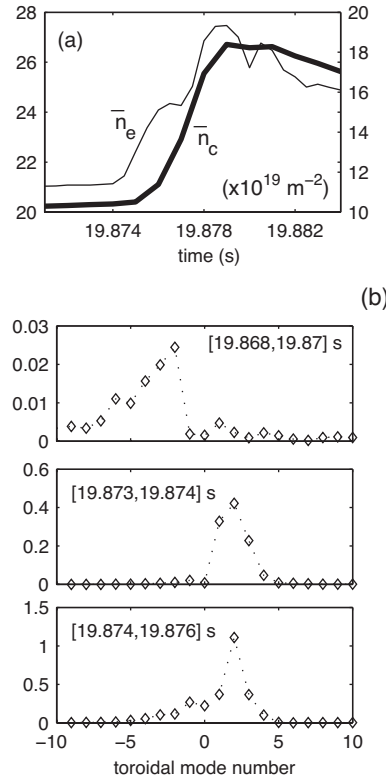 (a)
28
26
24
22
20
20
18
16
14
12
10
n̄e
n̄c
(x10¹⁹ m⁻²)
19.874 19.878 19.882
time (s)
(b)
0.03
0.02
0.01
0
[19.868,19.87] s
0.6
0.4
0.2
0
[19.873,19.874] s
1.5
1
0.5
0
[19.874,19.876] s
−10 −5 0 5 10
toroidal mode number